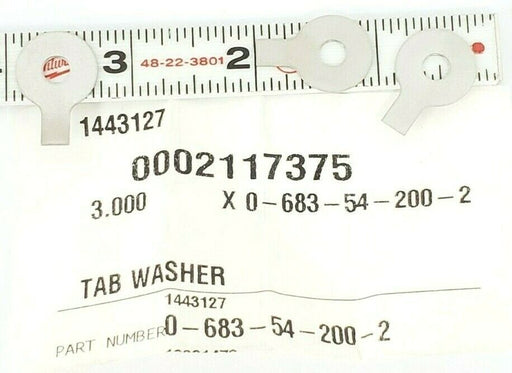 3 48-22-3801 2
1443127
0002117375
3.000 X 0-683-54-200-2
TAB WASHER
1443127
PART NUMBER 0-683-54-200-2